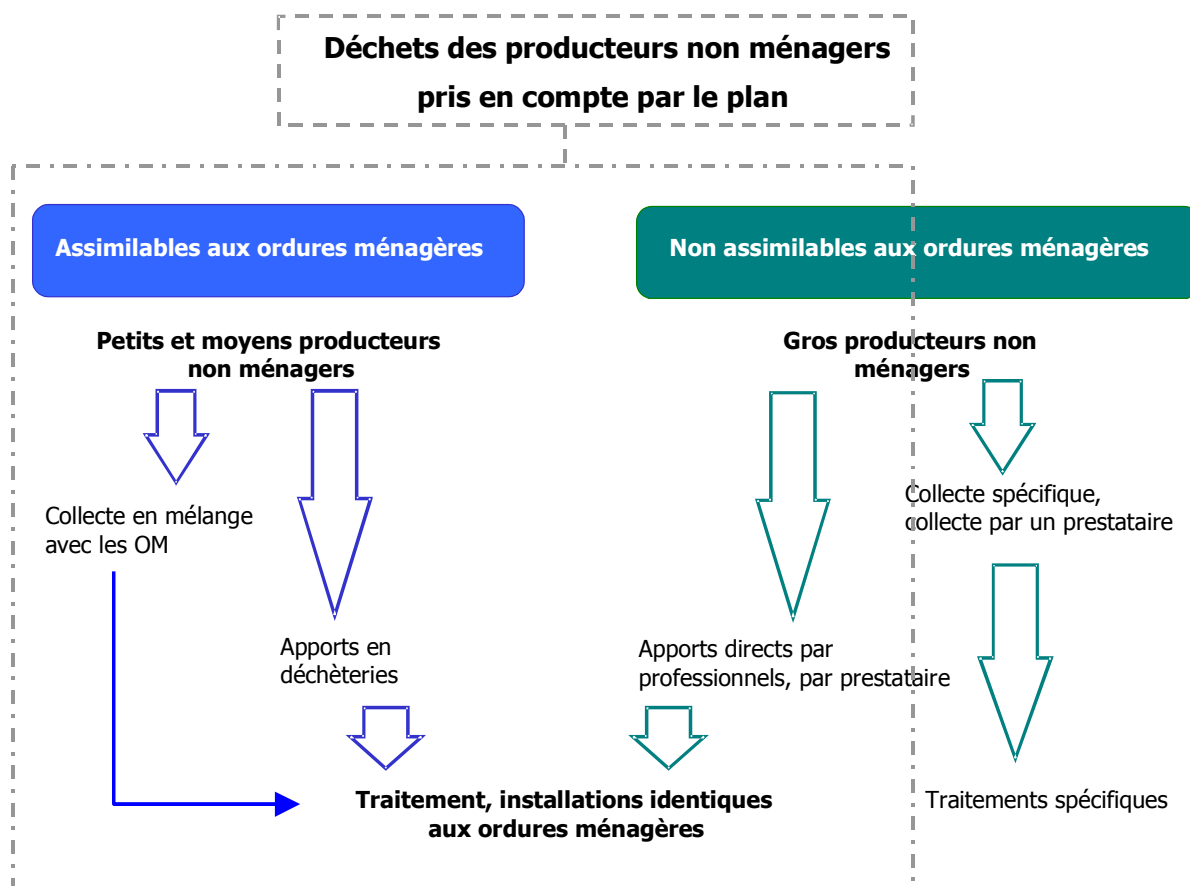 Déchets des producteurs non ménagers
pris en compte par le plan
Assimilables aux ordures ménagères
Non assimilables aux ordures ménagères
Petits et moyens producteurs
non ménagers
Gros producteurs non
ménagers
Collecte en mélange
avec les OM
Collecte spécifique,
collecte par un prestataire
Apports en
déchèteries
Apports directs par
professionnels, par prestataire
Traitement, installations identiques
aux ordures ménagères
Traitements spécifiques